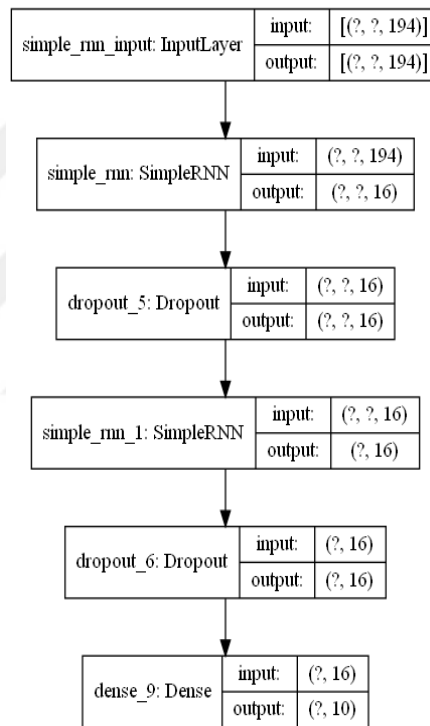 simple_rnn_input: InputLayer input: [(?, ?, 194)]
output: [(?, ?, 194)]
simple_rnn: SimpleRNN input: (?, ?, 194)
output: (?, ?, 16)
dropout_5: Dropout input: (?, ?, 16)
output: (?, ?, 16)
simple_rnn_1: SimpleRNN input: (?, ?, 16)
output: (?, 16)
dropout_6: Dropout input: (?, 16)
output: (?, 16)
dense_9: Dense input: (?, 16)
output: (?, 10)